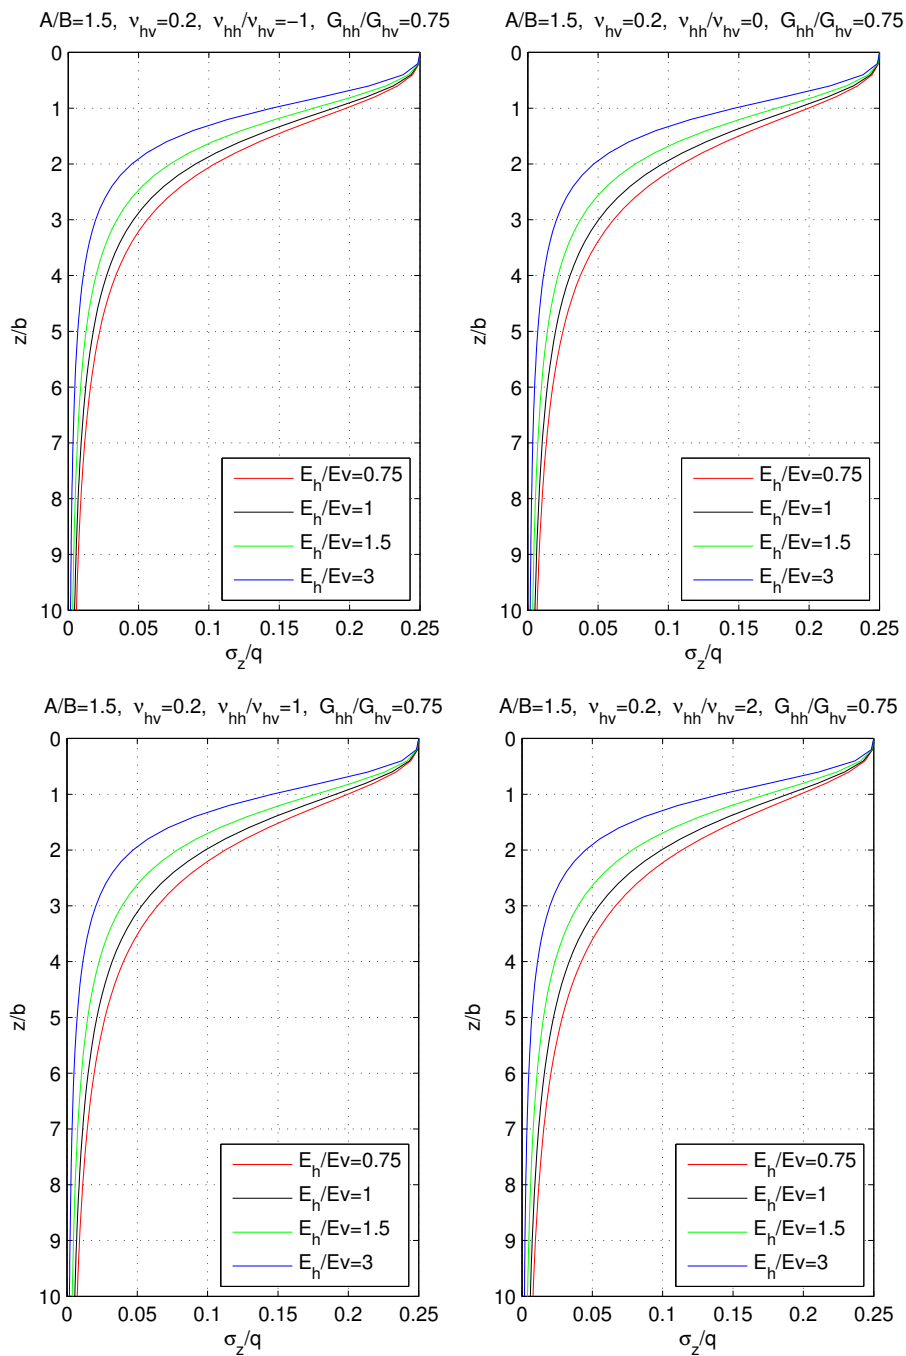 A/B=1.5, ν_hv=0.2, ν_hh/ν_hv=−1, G_hh/G_hv=0.75
0
1
2
3
4
5
6
7
8
9
10
z/b
E_h/Ev=0.75
E_h/Ev=1
E_h/Ev=1.5
E_h/Ev=3
0 0.05 0.1 0.15 0.2 0.25
σ_z/q
A/B=1.5, ν_hv=0.2, ν_hh/ν_hv=0, G_hh/G_hv=0.75
0
1
2
3
4
5
6
7
8
9
10
z/b
E_h/Ev=0.75
E_h/Ev=1
E_h/Ev=1.5
E_h/Ev=3
0 0.05 0.1 0.15 0.2 0.25
σ_z/q
A/B=1.5, ν_hv=0.2, ν_hh/ν_hv=1, G_hh/G_hv=0.75
0
1
2
3
4
5
6
7
8
9
10
z/b
E_h/Ev=0.75
E_h/Ev=1
E_h/Ev=1.5
E_h/Ev=3
0 0.05 0.1 0.15 0.2 0.25
σ_z/q
A/B=1.5, ν_hv=0.2, ν_hh/ν_hv=2, G_hh/G_hv=0.75
0
1
2
3
4
5
6
7
8
9
10
z/b
E_h/Ev=0.75
E_h/Ev=1
E_h/Ev=1.5
E_h/Ev=3
0 0.05 0.1 0.15 0.2 0.25
σ_z/q